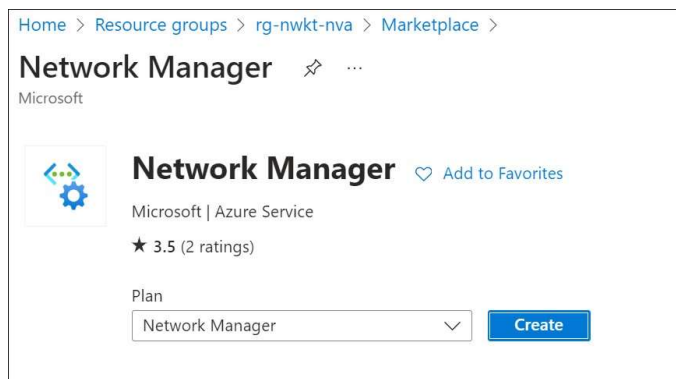 Home > Resource groups > rg-nwkt-nva > Marketplace >
Network Manager ...
Microsoft
Network Manager Add to Favorites
Microsoft | Azure Service
★ 3.5 (2 ratings)
Plan
Network Manager Create